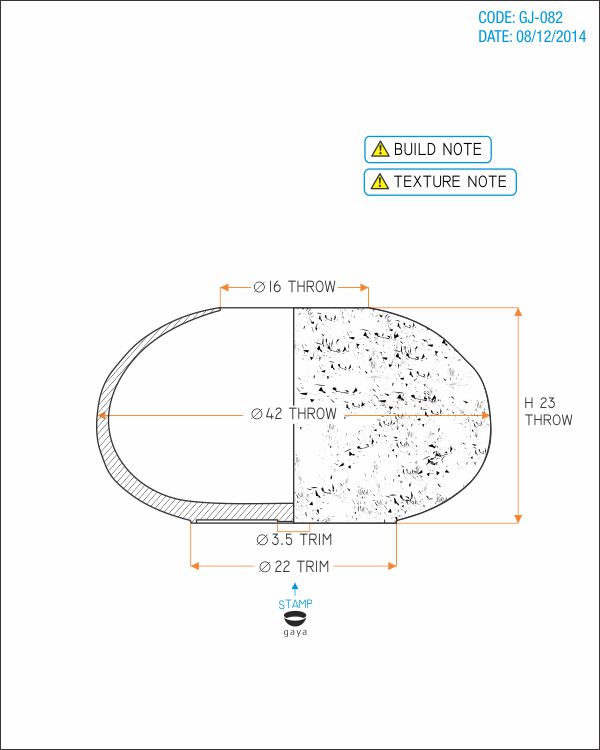 CODE: GJ-082
DATE: 08/12/2014
BUILD NOTE
TEXTURE NOTE
Ø 16 THROW
Ø 42 THROW
H 23
THROW
Ø 3.5 TRIM
Ø 22 TRIM
STAMP
gaya